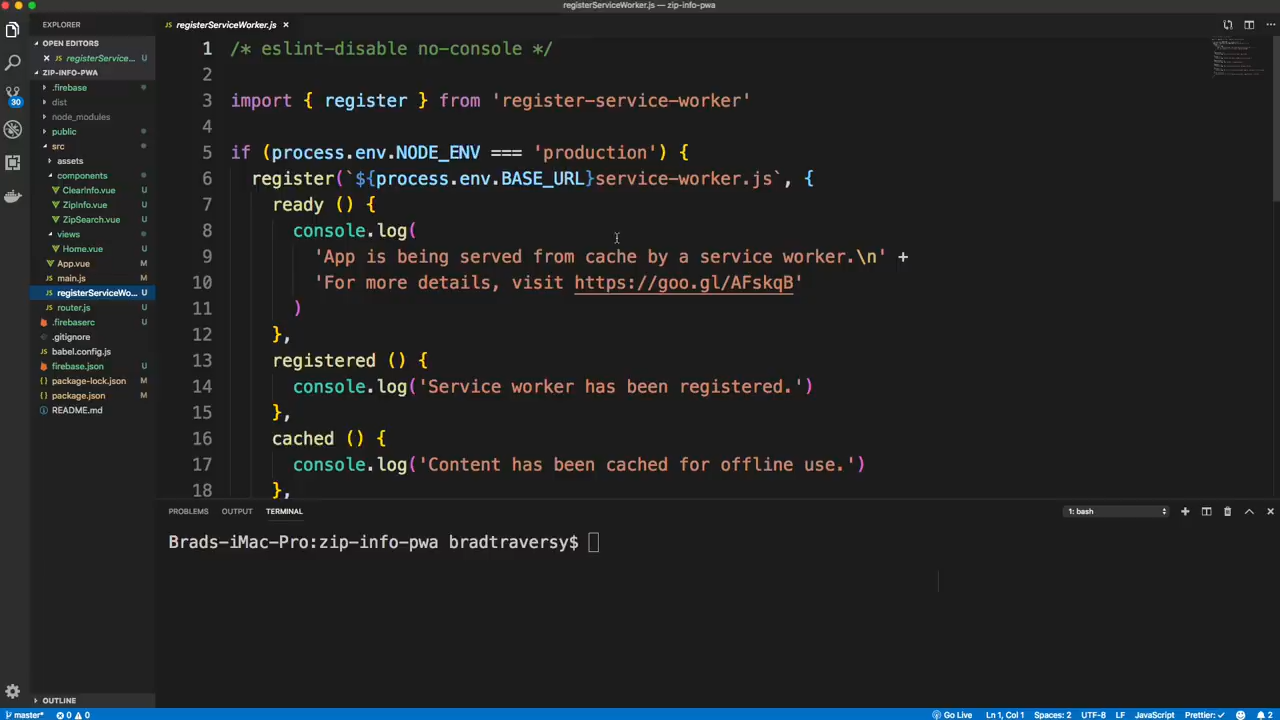 registerServiceWorker.js — zip-info-pwa
EXPLORER
OPEN EDITORS
registerService... U
ZIP-INFO-PWA
.firebase
dist
node_modules
public
src
assets
components
ClearInfo.vue U
ZipInfo.vue U
ZipSearch.vue U
views
Home.vue U
App.vue M
main.js M
registerServiceWo... U
router.js U
.firebaserc U
.gitignore
babel.config.js
firebase.json U
package-lock.json M
package.json M
README.md
OUTLINE
30
registerServiceWorker.js
1 /* eslint-disable no-console */
2
3 import { register } from 'register-service-worker'
4
5 if (process.env.NODE_ENV === 'production') {
6 register(`${process.env.BASE_URL}service-worker.js`, {
7 ready () {
8 console.log(
9 'App is being served from cache by a service worker.\n' +
10 'For more details, visit https://goo.gl/AFskqB'
11 )
12 },
13 registered () {
14 console.log('Service worker has been registered.')
15 },
16 cached () {
17 console.log('Content has been cached for offline use.')
18 },
PROBLEMS OUTPUT TERMINAL 1: bash
Brads-iMac-Pro:zip-info-pwa bradtraversy$
master* 0 0 Go Live Ln 1, Col 1 Spaces: 2 UTF-8 LF JavaScript Prettier: ✓ 2